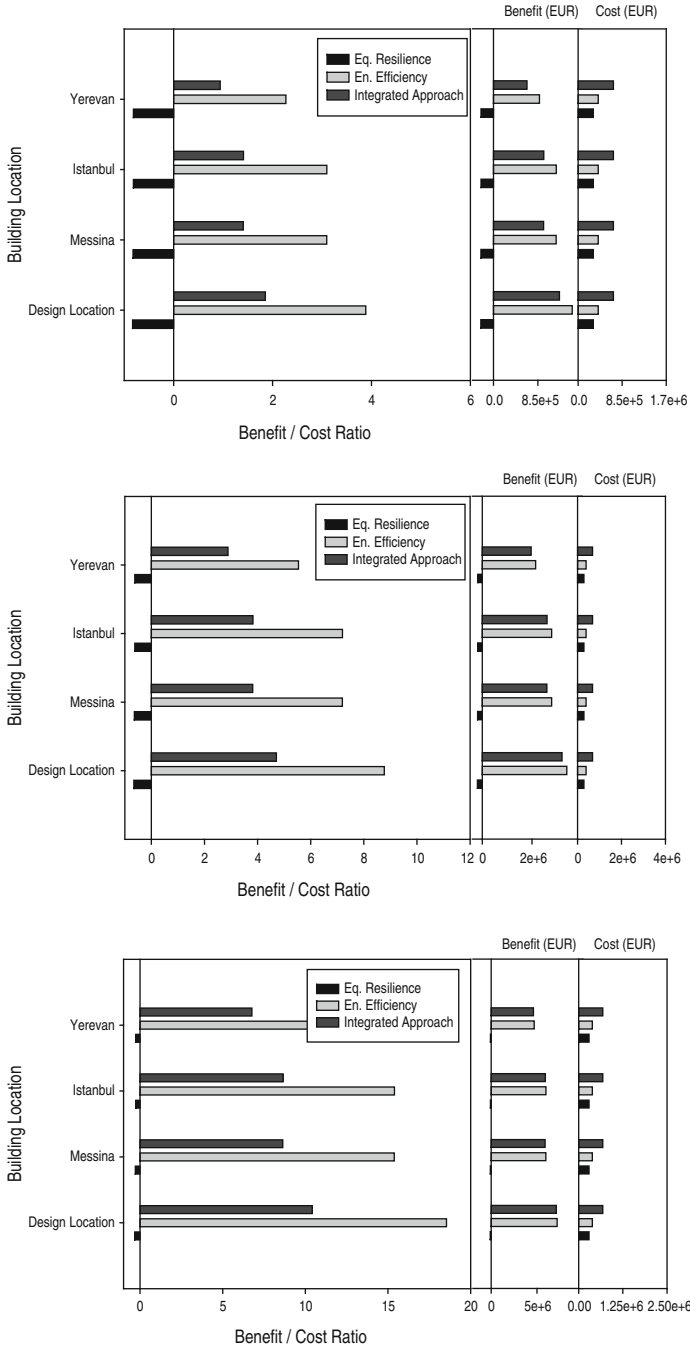 Benefit (EUR) Cost (EUR)
Eq. Resilience
En. Efficiency
Integrated Approach
Yerevan
Istanbul
Messina
Design Location
Building Location
0 2 4 6 0.0 8.5e+5 0.0 8.5e+5 1.7e+6
Benefit / Cost Ratio
Benefit (EUR) Cost (EUR)
Eq. Resilience
En. Efficiency
Integrated Approach
Yerevan
Istanbul
Messina
Design Location
Building Location
0 2 4 6 8 10 12 0 2e+6 0 2e+6 4e+6
Benefit / Cost Ratio
Benefit (EUR) Cost (EUR)
Eq. Resilience
En. Efficiency
Integrated Approach
Yerevan
Istanbul
Messina
Design Location
Building Location
0 5 10 15 20 0 5e+6 0.00 1.25e+6 2.50e+6
Benefit / Cost Ratio